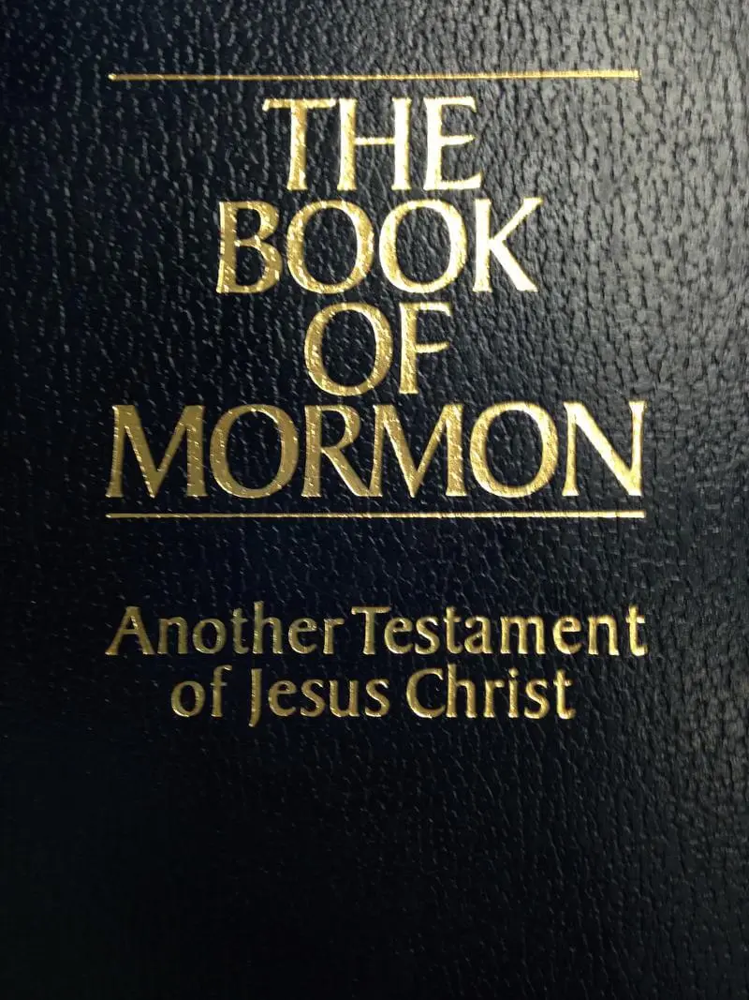 THE
BOOK
OF
MORMON
Another Testament
of Jesus Christ